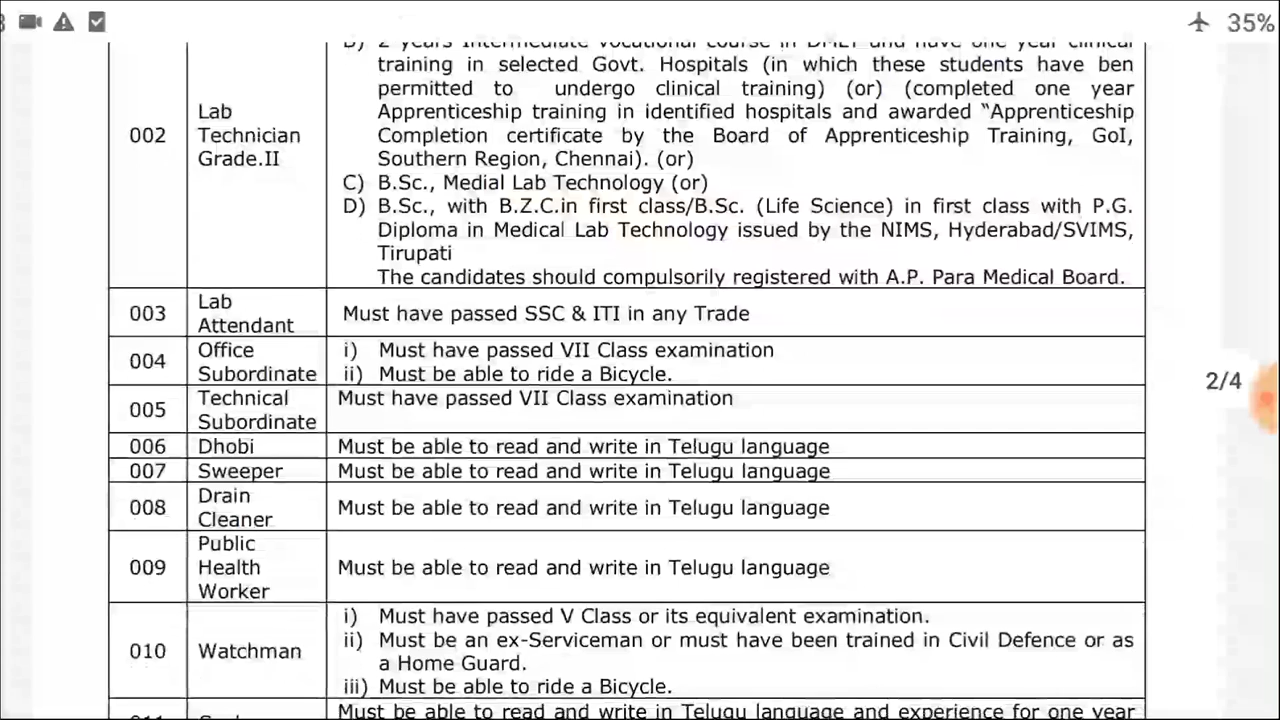 35%
B) 2 years Intermediate vocational course in DMLT and have one year clinical
training in selected Govt. Hospitals (in which these students have ben
permitted to undergo clinical training) (or) (completed one year
Apprenticeship training in identified hospitals and awarded “Apprenticeship
Completion certificate by the Board of Apprenticeship Training, GoI,
Southern Region, Chennai). (or)
C) B.Sc., Medial Lab Technology (or)
D) B.Sc., with B.Z.C.in first class/B.Sc. (Life Science) in first class with P.G.
Diploma in Medical Lab Technology issued by the NIMS, Hyderabad/SVIMS,
Tirupati
The candidates should compulsorily registered with A.P. Para Medical Board.
002
Lab
Technician
Grade.II
003
Lab
Attendant
Must have passed SSC & ITI in any Trade
004
Office
Subordinate
i) Must have passed VII Class examination
ii) Must be able to ride a Bicycle.
2/4
005
Technical
Subordinate
Must have passed VII Class examination
006
Dhobi
Must be able to read and write in Telugu language
007
Sweeper
Must be able to read and write in Telugu language
008
Drain
Cleaner
Must be able to read and write in Telugu language
009
Public
Health
Worker
Must be able to read and write in Telugu language
010
Watchman
i) Must have passed V Class or its equivalent examination.
ii) Must be an ex-Serviceman or must have been trained in Civil Defence or as
a Home Guard.
iii) Must be able to ride a Bicycle.
011
Must be able to read and write in Telugu language and experience for one year